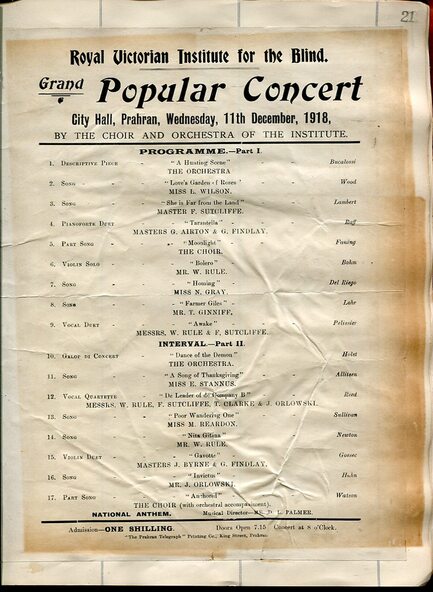 21
Royal Victorian Institute for the Blind.
Grand Popular Concert
City Hall, Prahran, Wednesday, 11th December, 1918,
BY THE CHOIR AND ORCHESTRA OF THE INSTITUTE.
PROGRAMME.—Part I.
1. Descriptive Piece - "A Hunting Scene" - - Bucalossi
THE ORCHESTRA
2. Song - - "Love's Garden of Roses" - - Wood
MISS L. WILSON.
3. Song - - "She is Far from the Land" - Lambert
MASTER F. SUTCLIFFE.
4. Pianoforte Duet - "Tarantella" - - Raff
MASTERS G. AIRTON & G. FINDLAY.
5. Part Song - - "Moonlight" - - Faning
THE CHOIR.
6. Violin Solo - - "Bolero" - - Bohm
MR. W. RULE.
7. Song - - "Homing" - - Del Riego
MISS N. GRAY.
8. Song - - "Farmer Giles" - - Lohr
MR. T. GINNIFF,
9. Vocal Duet - - "Awake" - - Pelissier
MESSRS. W. RULE & F, SUTCLIFFE.
INTERVAL.—Part II.
10. Galop di Concert - "Dance of the Demon" - - Holst
THE ORCHESTRA.
11. Song - - "A Song of Thanksgiving" - Allitsen
MISS E. STANNUS.
12. Vocal Quartette - "De Leader of de Company B" - Reed
MESSRS. W. RULE, F. SUTCLIFFE, T. CLARKE & J. ORLOWSKI.
13. Song - - "Poor Wandering One" - - Sullivan
MISS M. REARDON.
14. Song - - "Nita Gitana" - - Newton
MR. W. RULE.
15. Violin Duet - - "Gavotte" - - Gossec
MASTERS J. BYRNE & G. FINDLAY.
16. Song - - "Invictus" - - Huhn
MR. J. ORLOWSKI.
17. Part Song - - "Anchored" - - Watson
THE CHOIR (with orchestral accompaniment).
NATIONAL ANTHEM. Musical Director—MR. D. L. PALMER.
Admission—ONE SHILLING. Doors Open 7.15 Concert at 8 o'Clock.
"The Prahran Telegraph" Printing Co., King Street, Prahran.